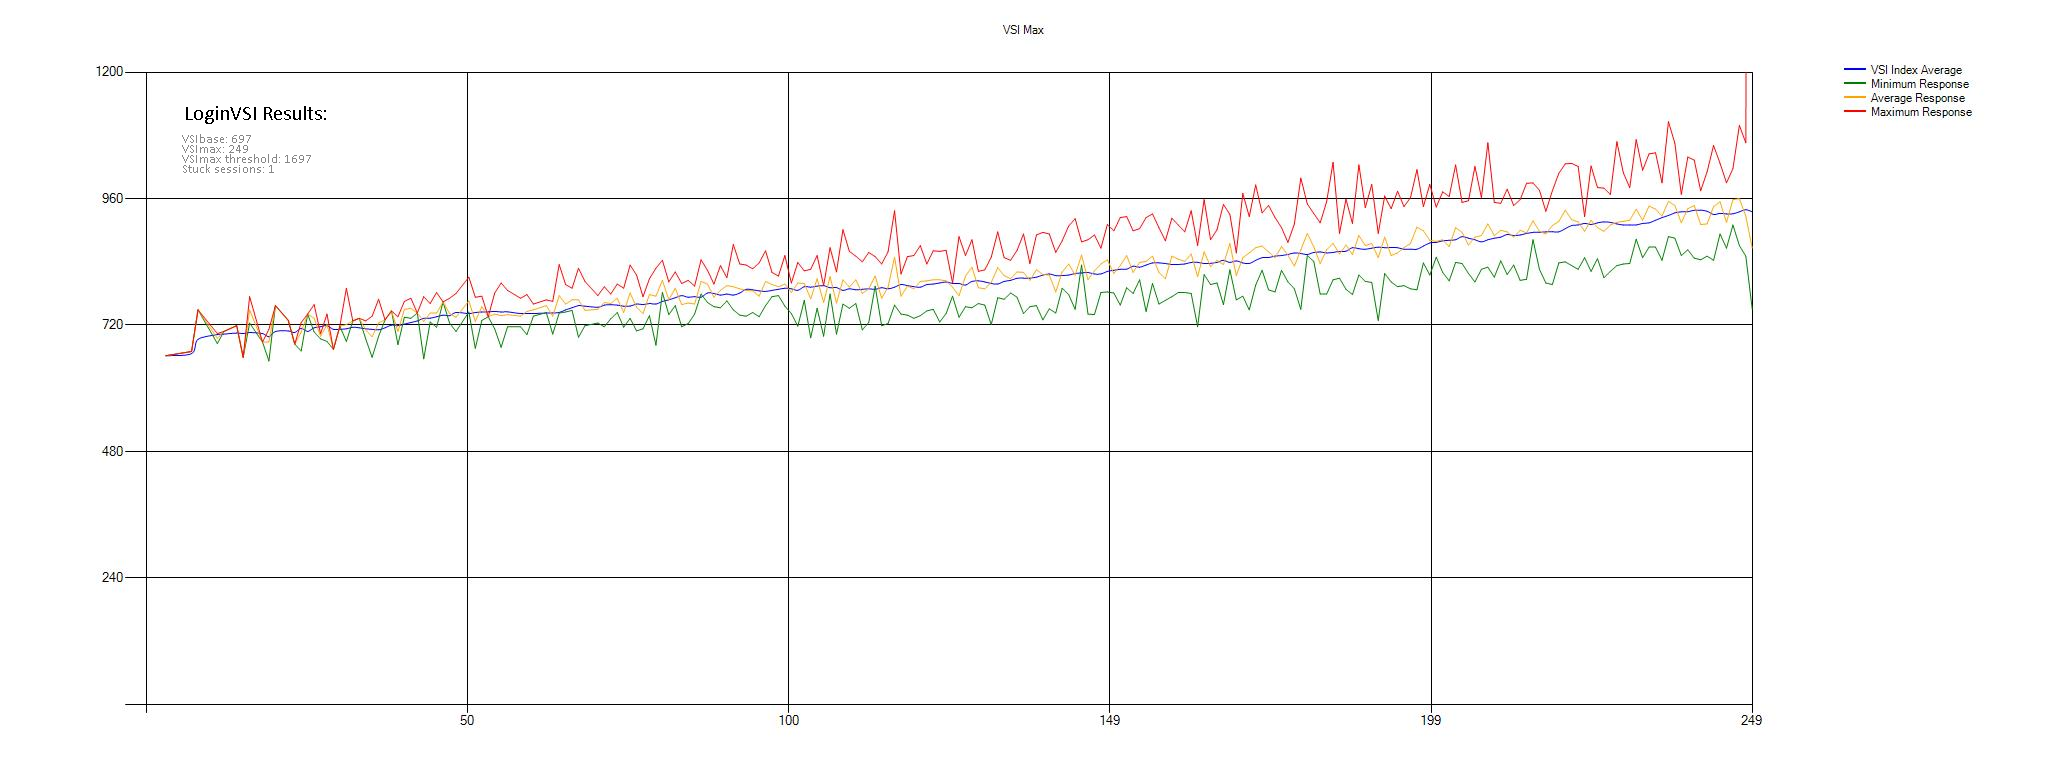 VSI Max
1200
960
720
480
240
LoginVSI Results:
VSIbase: 697
VSImax: 249
VSImax threshold: 1697
Stuck sessions: 1
50
100
149
199
249
VSI Index Average
Minimum Response
Average Response
Maximum Response